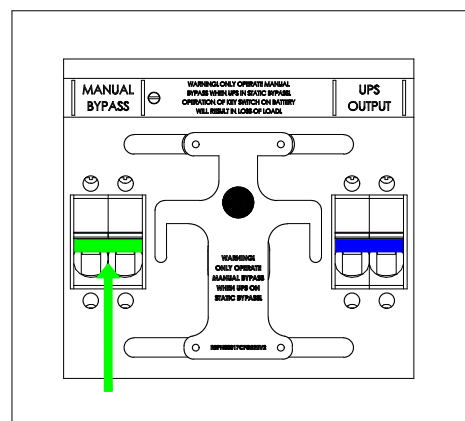 MANUAL
BYPASS
WARNING! ONLY OPERATE MANUAL
BYPASS WHEN UPS IN STATIC BYPASS.
OPERATION OF KEY SWITCH ON BATTERY
WILL RESULT IN LOSS OF LOAD!.
UPS
OUTPUT
WARNING!
ONLY OPERATE
MANUAL BYPASS
WHEN UPS ON
STATIC BYPASS.